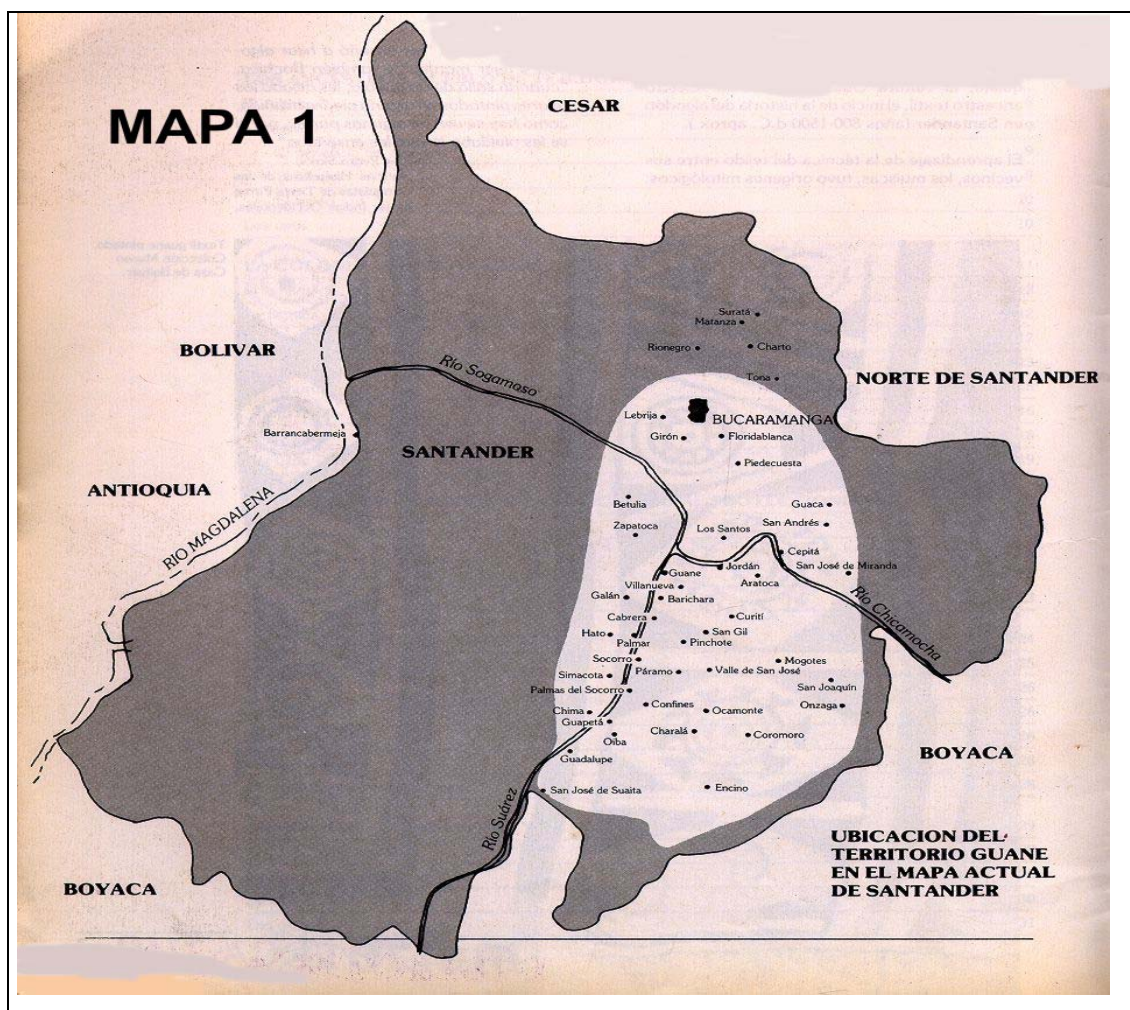 MAPA 1
CESAR
BOLIVAR
NORTE DE SANTANDER
ANTIOQUIA
SANTANDER
BOYACA
BOYACA
RIO MAGDALENA
Río Sogamoso
Río Chicamocha
Río Suárez
Barrancabermeja
Suratá
Matanza
Rionegro
Charto
Tona
Lebrija
BUCARAMANGA
Girón
Floridablanca
Piedecuesta
Betulia
Guaca
Zapatoca
Los Santos
San Andrés
Cepitá
Guane
Jordán
San José de Miranda
Villanueva
Aratoca
Galán
Barichara
Cabrera
Curití
Hato
Palmar
San Gil
Pinchote
Socorro
Mogotes
Simacota
Páramo
Valle de San José
San Joaquín
Palmas del Socorro
Confines
Onzaga
Chima
Ocamonte
Guapetá
Oiba
Charalá
Coromoro
Guadalupe
San José de Suaita
Encino
UBICACION DEL
TERRITORIO GUANE
EN EL MAPA ACTUAL
DE SANTANDER